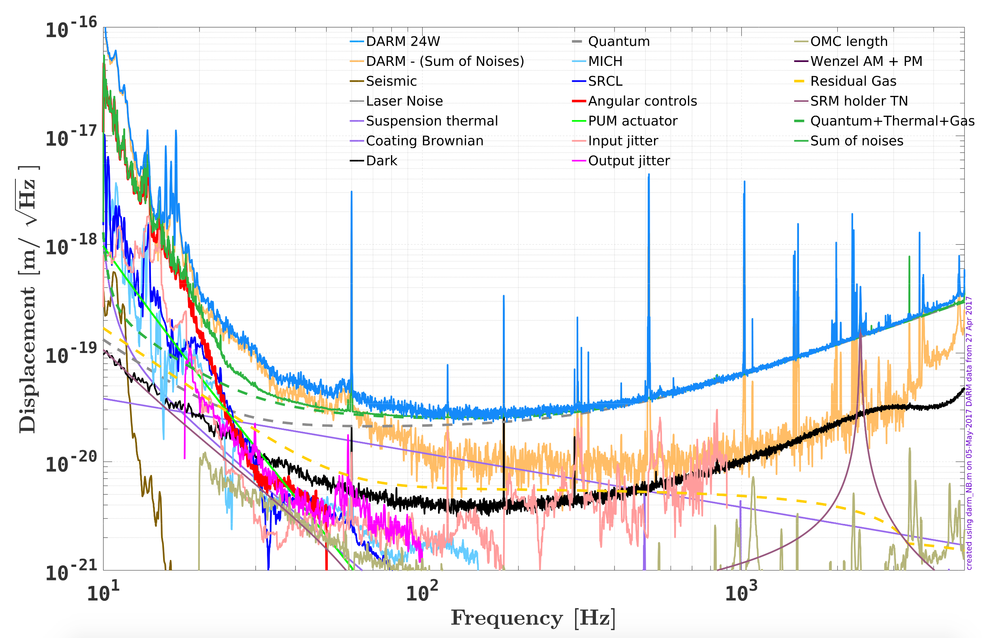 10^-16
10^-17
10^-18
10^-19
10^-20
10^-21
Displacement [m/ √Hz ]
DARM 24W
DARM - (Sum of Noises)
Seismic
Laser Noise
Suspension thermal
Coating Brownian
Dark
Quantum
MICH
SRCL
Angular controls
PUM actuator
Input jitter
Output jitter
OMC length
Wenzel AM + PM
Residual Gas
SRM holder TN
Quantum+Thermal+Gas
Sum of noises
created using darm_NB.m on 05-May-2017 DARM data from 27 Apr 2017
10^1
10^2
10^3
Frequency [Hz]